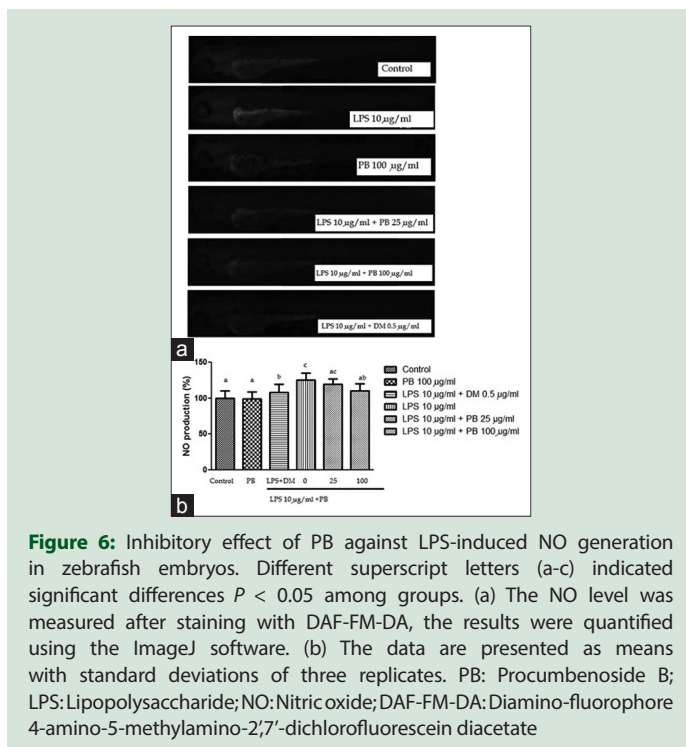 Control
LPS 10 µg/ml
PB 100 µg/ml
LPS 10 µg/ml + PB 25 µg/ml
LPS 10 µg/ml + PB 100 µg/ml
LPS 10 µg/ml + DM 0.5 µg/ml
a
150
100
50
0
NO production (%)
a
a
b
c
ac
ab
Control
PB
LPS+DM
0
25
100
LPS 10 µg/ml +PB
Control
PB 100 µg/ml
LPS 10 µg/ml + DM 0.5 µg/ml
LPS 10 µg/ml
LPS 10 µg/ml + PB 25 µg/ml
LPS 10 µg/ml + PB 100 µg/ml
b
Figure 6: Inhibitory effect of PB against LPS-induced NO generation
in zebrafish embryos. Different superscript letters (a-c) indicated
significant differences P < 0.05 among groups. (a) The NO level was
measured after staining with DAF-FM-DA, the results were quantified
using the ImageJ software. (b) The data are presented as means
with standard deviations of three replicates. PB: Procumbenoside B;
LPS: Lipopolysaccharide; NO: Nitric oxide; DAF-FM-DA: Diamino-fluorophore
4-amino-5-methylamino-2',7'-dichlorofluorescein diacetate